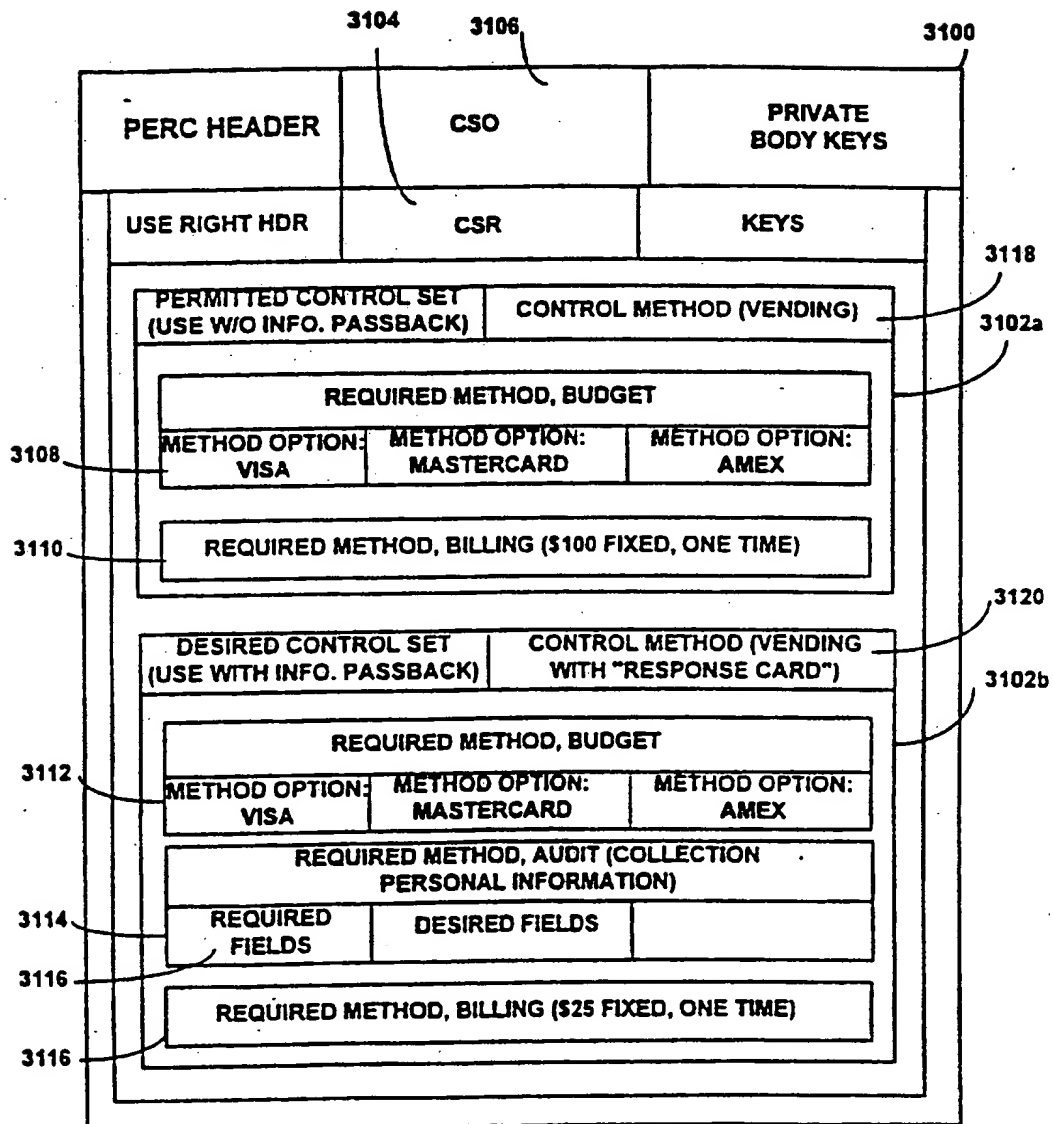 3104
3106
3100
PERC HEADER
CSO
PRIVATE
BODY KEYS
USE RIGHT HDR
CSR
KEYS
3118
PERMITTED CONTROL SET
(USE W/O INFO. PASSBACK)
CONTROL METHOD (VENDING)
3102a
REQUIRED METHOD, BUDGET
3108
METHOD OPTION:
VISA
METHOD OPTION:
MASTERCARD
METHOD OPTION:
AMEX
3110
REQUIRED METHOD, BILLING ($100 FIXED, ONE TIME)
3120
DESIRED CONTROL SET
(USE WITH INFO. PASSBACK)
CONTROL METHOD (VENDING
WITH "RESPONSE CARD")
3102b
REQUIRED METHOD, BUDGET
3112
METHOD OPTION:
VISA
METHOD OPTION:
MASTERCARD
METHOD OPTION:
AMEX
REQUIRED METHOD, AUDIT (COLLECTION
PERSONAL INFORMATION)
3114
REQUIRED
FIELDS
DESIRED FIELDS
3116
REQUIRED METHOD, BILLING ($25 FIXED, ONE TIME)
3116